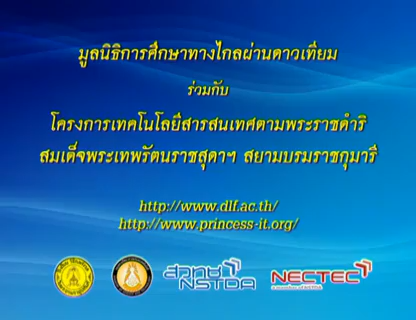 มูลนิธิการศึกษาทางไกลผ่านดาวเทียม
ร่วมกับ
โครงการเทคโนโลยีสารสนเทศตามพระราชดำริ
สมเด็จพระเทพรัตนราชสุดาฯ สยามบรมราชกุมารี
http://www.dlf.ac.th/
http://www.princess-it.org/
สวทช
NSTDA
NECTEC